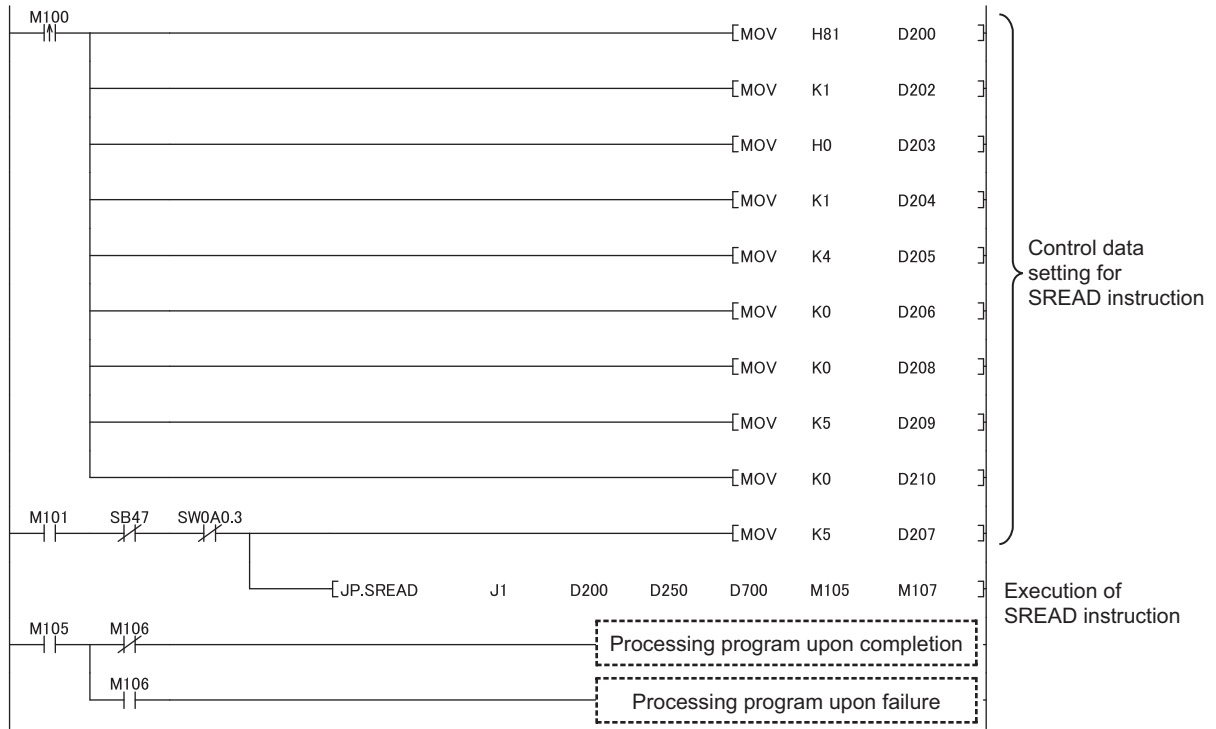 M100
[MOV H81 D200 ]
[MOV K1 D202 ]
[MOV H0 D203 ]
[MOV K1 D204 ]
[MOV K4 D205 ]
[MOV K0 D206 ]
[MOV K0 D208 ]
[MOV K5 D209 ]
[MOV K0 D210 ]
Control data
setting for
SREAD instruction
M101 SB47 SW0A0.3
[MOV K5 D207 ]
[JP.SREAD J1 D200 D250 D700 M105 M107 ]
Execution of
SREAD instruction
M105 M106
Processing program upon completion
M106
Processing program upon failure